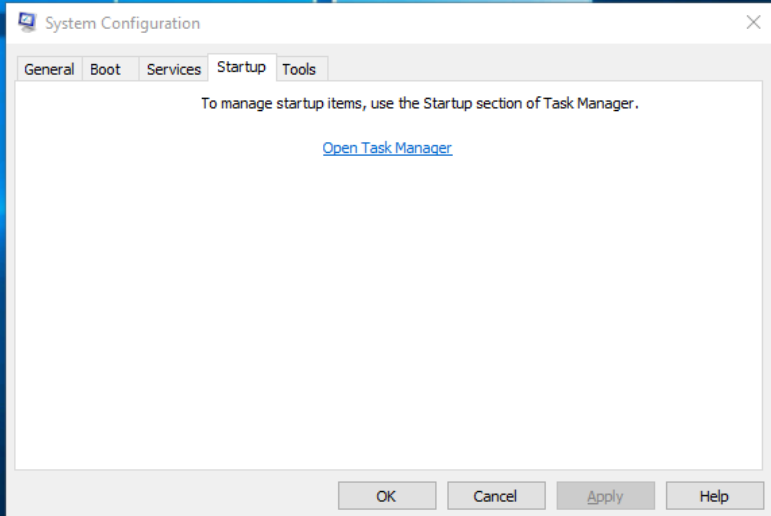 System Configuration
General Boot Services Startup Tools
To manage startup items, use the Startup section of Task Manager.
Open Task Manager
OK Cancel Apply Help